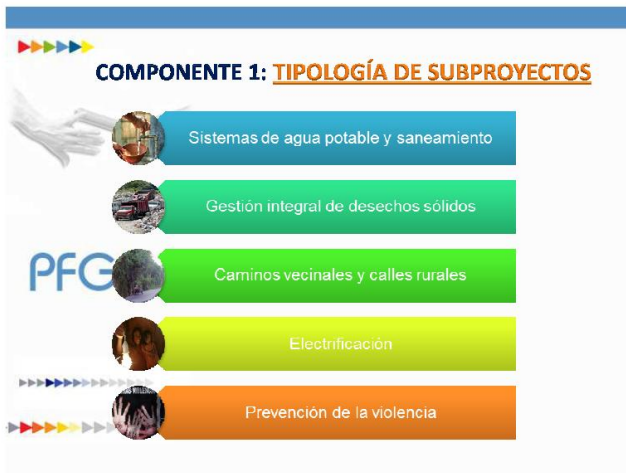 COMPONENTE 1: TIPOLOGÍA DE SUBPROYECTOS
Sistemas de agua potable y saneamiento
Gestión integral de desechos sólidos
PFG
Caminos vecinales y calles rurales
Electrificación
Prevención de la violencia